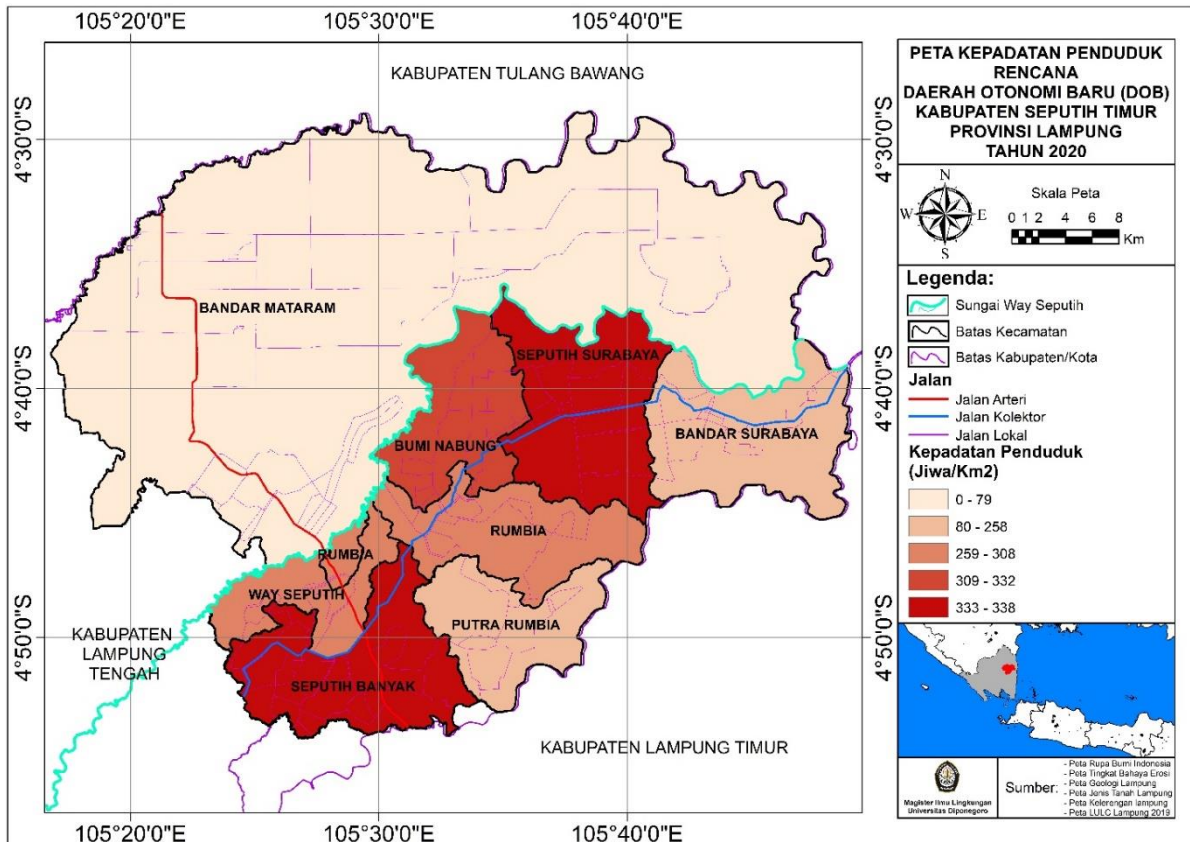 105°20'0"E
105°30'0"E
105°40'0"E
KABUPATEN TULANG BAWANG
4°30'0"S
4°30'0"S
BANDAR MATARAM
SEPUTIH SURABAYA
4°40'0"S
4°40'0"S
BUMI NABUNG
BANDAR SURABAYA
RUMBIA
RUMBIA
WAY SEPUTIH
PUTRA RUMBIA
4°50'0"S
4°50'0"S
KABUPATEN
LAMPUNG
TENGAH
SEPUTIH BANYAK
KABUPATEN LAMPUNG TIMUR
105°20'0"E
105°30'0"E
105°40'0"E
PETA KEPADATAN PENDUDUK
RENCANA
DAERAH OTONOMI BARU (DOB)
KABUPATEN SEPUTIH TIMUR
PROVINSI LAMPUNG
TAHUN 2020
N
W
E
S
Skala Peta
0 1 2 4 6 8
Km
Legenda:
Sungai Way Seputih
Batas Kecamatan
Batas Kabupaten/Kota
Jalan
Jalan Arteri
Jalan Kolektor
Jalan Lokal
Kepadatan Penduduk
(Jiwa/Km2)
0 - 79
80 - 258
259 - 308
309 - 332
333 - 338
Magister Ilmu Lingkungan
Universitas Diponegoro
Sumber:
- Peta Rupa Bumi Indonesia
- Peta Tingkat Bahaya Erosi
- Peta Geologi Lampung
- Peta Jenis Tanah Lampung
- Peta Kelerengan lampung
- Peta LULC Lampung 2019